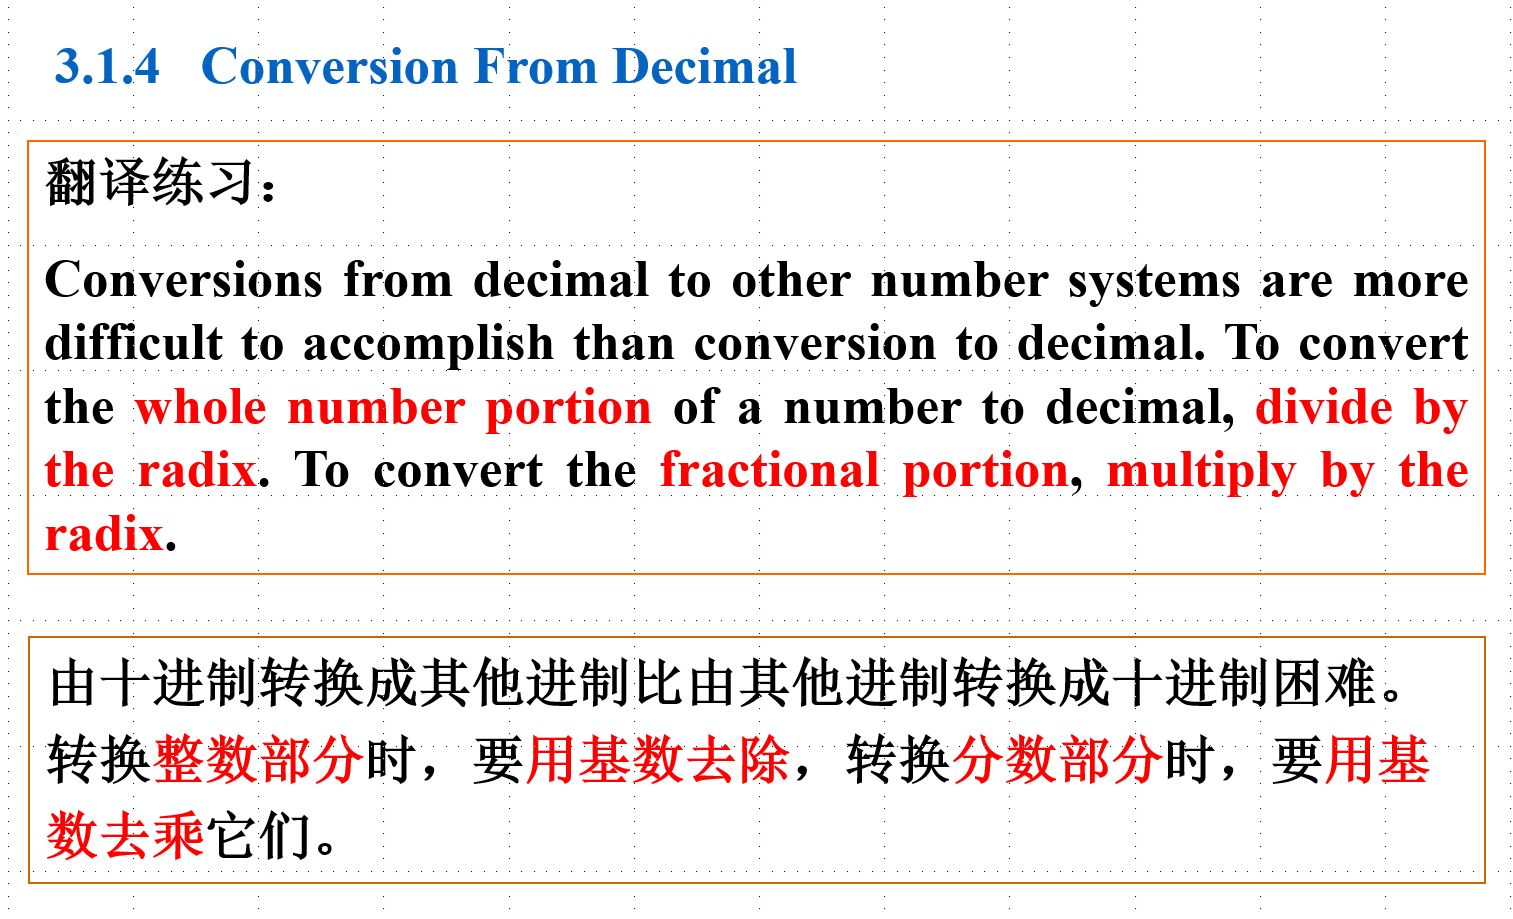 3.1.4 Conversion From Decimal
翻译练习：
Conversions from decimal to other number systems are more
difficult to accomplish than conversion to decimal. To convert
the whole number portion of a number to decimal, divide by
the radix. To convert the fractional portion, multiply by the
radix.
由十进制转换成其他进制比由其他进制转换成十进制困难。
转换整数部分时，要用基数去除，转换分数部分时，要用基
数去乘它们。